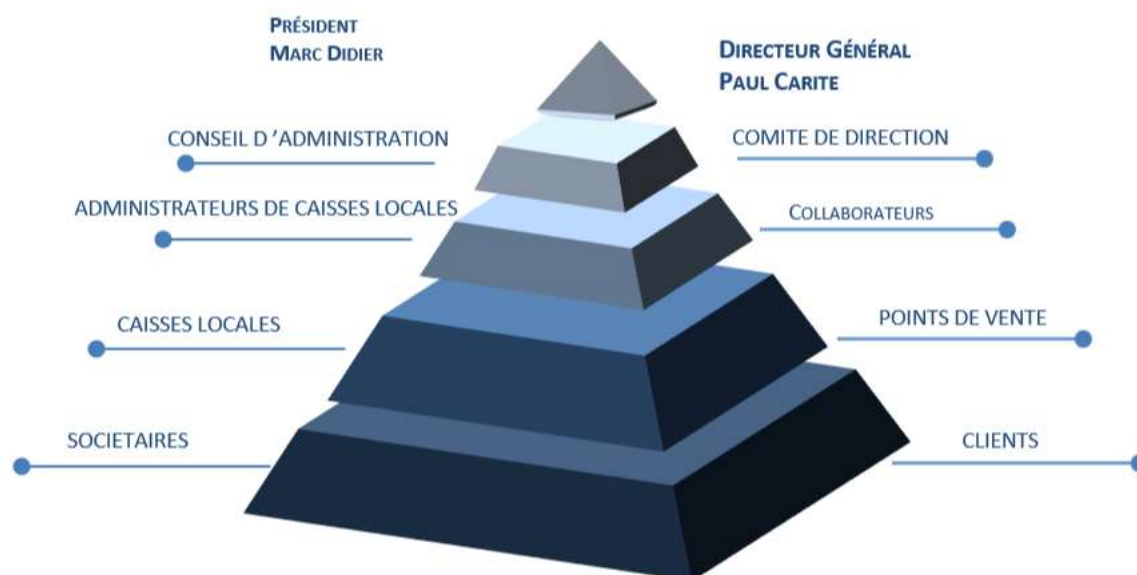 PRÉSIDENT
MARC DIDIER
DIRECTEUR GÉNÉRAL
PAUL CARITE
CONSEIL D ’ADMINISTRATION
COMITE DE DIRECTION
ADMINISTRATEURS DE CAISSES LOCALES
COLLABORATEURS
CAISSES LOCALES
POINTS DE VENTE
SOCIETAIRES
CLIENTS